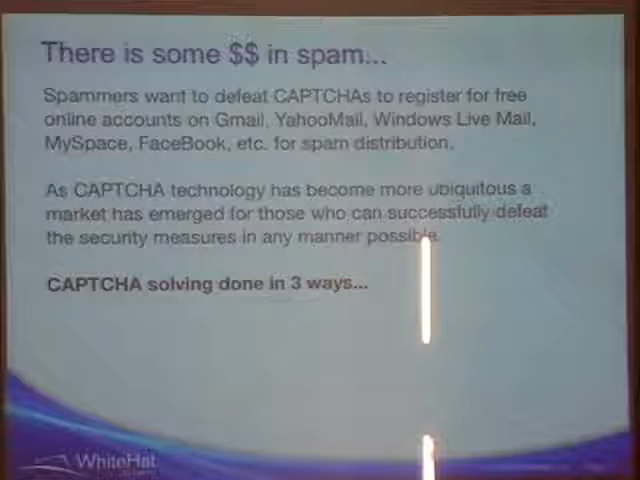 There is some $$ in spam...
Spammers want to defeat CAPTCHAs to register for free
online accounts on Gmail, YahooMail, Windows Live Mail,
MySpace, FaceBook, etc. for spam distribution.
As CAPTCHA technology has become more ubiquitous a
market has emerged for those who can successfully defeat
the security measures in any manner possible.
CAPTCHA solving done in 3 ways...
WhiteHat